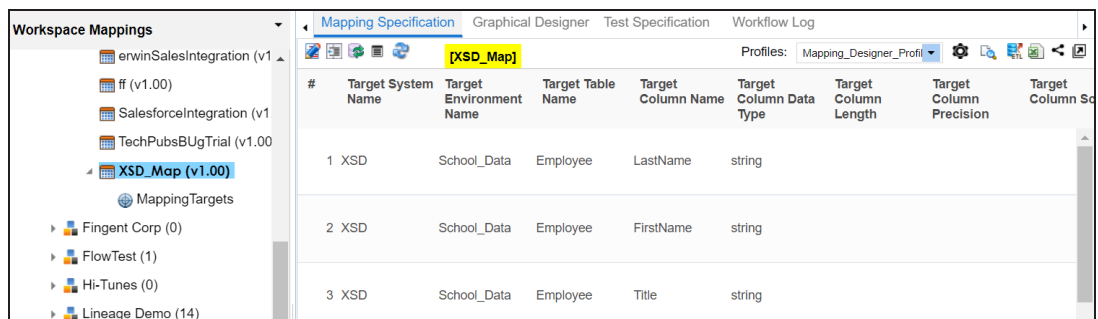 Workspace Mappings
erwinSalesIntegration (v1
ff (v1.00)
SalesforceIntegration (v1
TechPubsBUgTrial (v1.00
XSD_Map (v1.00)
MappingTargets
Fingent Corp (0)
FlowTest (1)
Hi-Tunes (0)
Lineage Demo (14)
Mapping Specification Graphical Designer Test Specification Workflow Log
[XSD_Map] Profiles: Mapping_Designer_Profil
# Target System Name Target Environment Name Target Table Name Target Column Name Target Column Data Type Target Column Length Target Column Precision Target Column Sc
1 XSD School_Data Employee LastName string
2 XSD School_Data Employee FirstName string
3 XSD School_Data Employee Title string